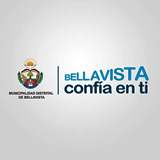 MUNICIPALIDAD DISTRITAL
DE BELLAVISTA
BELLAVISTA
confía en ti